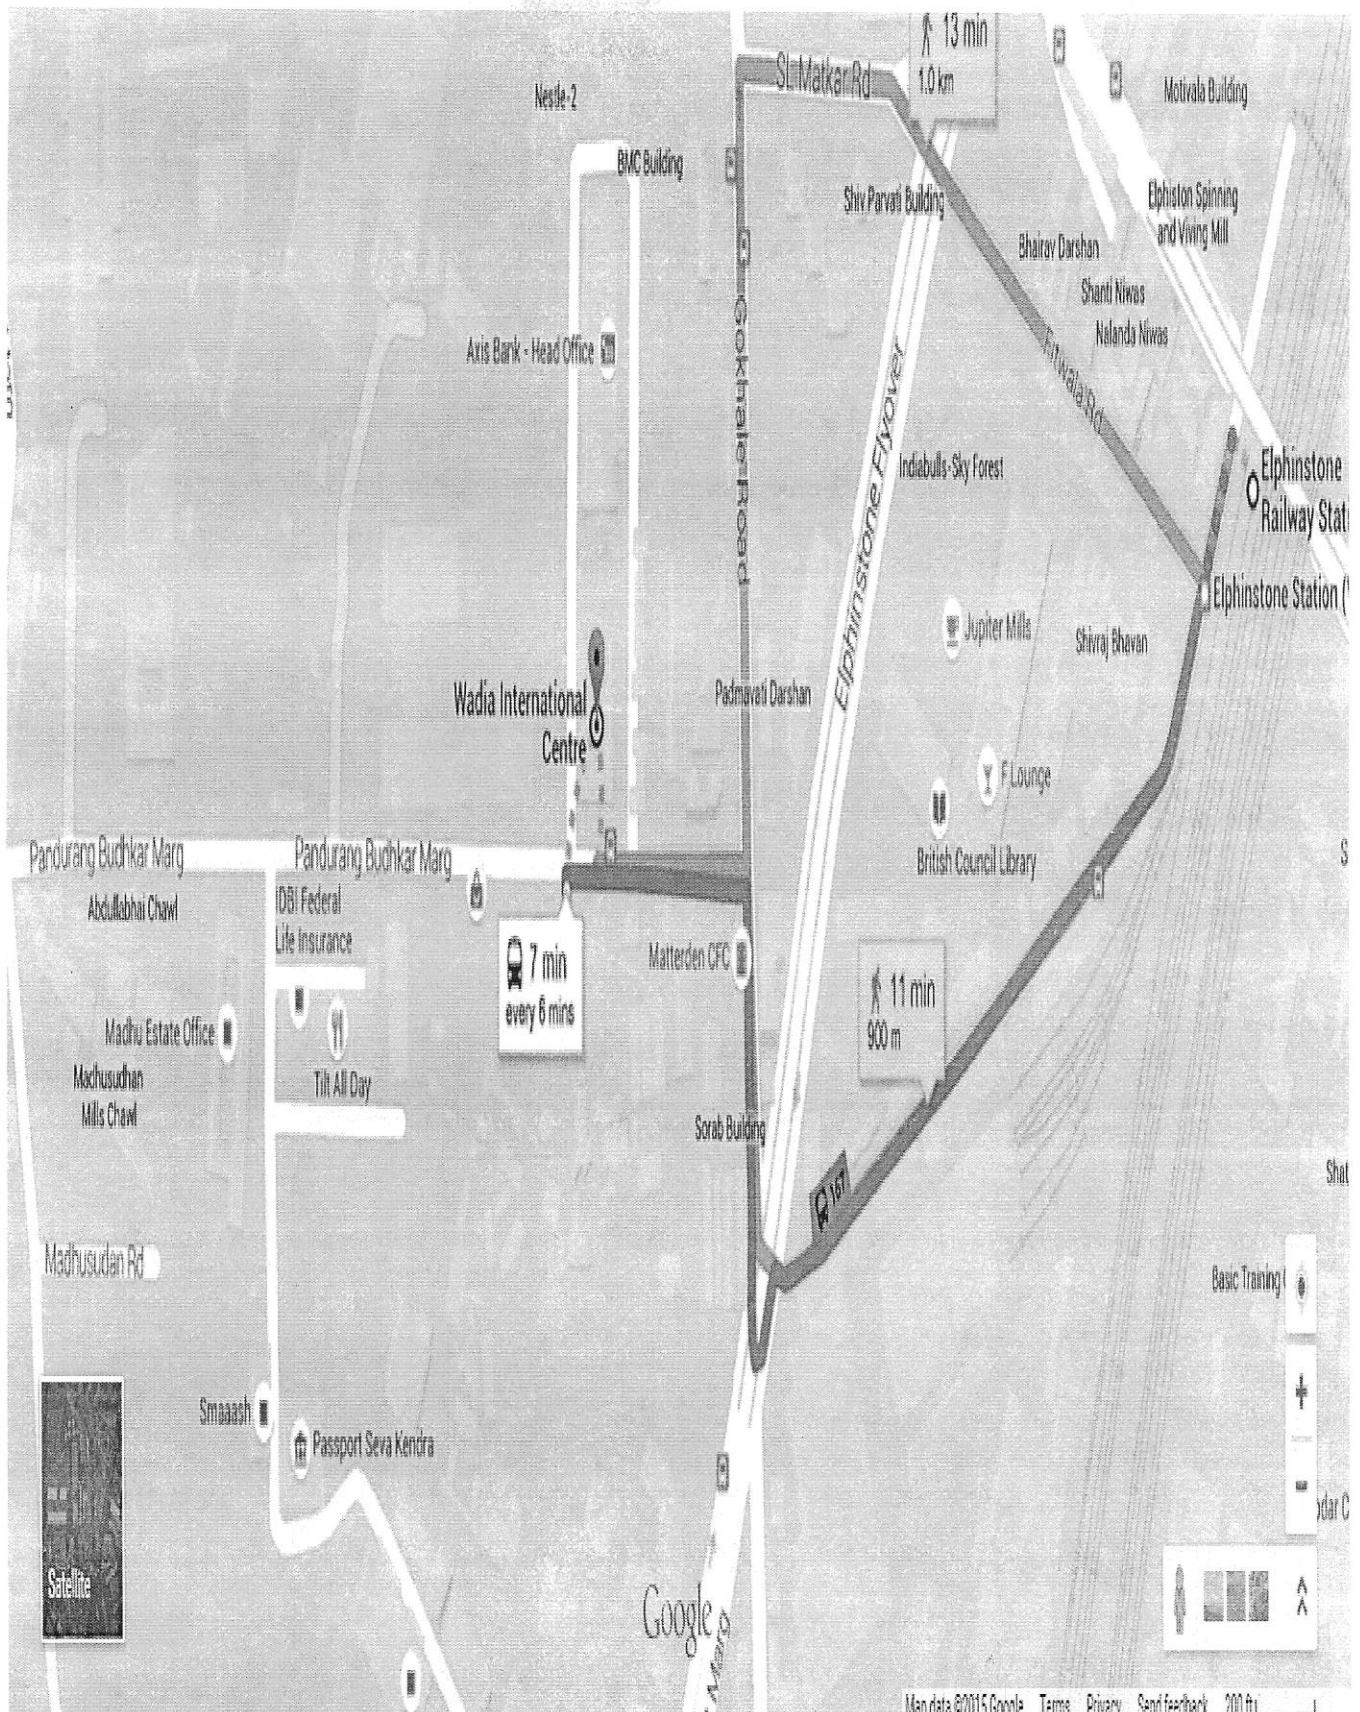 13 min
1.0 km
SL Matkar Rd
Nestle-2
Motivala Building
BMC Building
Shiv Parvati Building
Elphiston Spinning
and Viving Mill
Bhairav Darshan
Shanti Niwas
Nalanda Niwas
Axis Bank - Head Office
Gokhale Road
Elphinstone Flyover
Indiabulls-Sky Forest
Elphinstone
Railway Stati
Elphinstone Station (
Jupiter Mills
Shivraj Bhavan
Wadia International
Centre
Padmavati Darshan
F Lounge
British Council Library
Pandurang Budhkar Marg
Pandurang Budhkar Marg
Abdullabhai Chawl
IDBI Federal
Life Insurance
7 min
every 6 mins
Matterden CFC
11 min
900 m
Madhu Estate Office
Madhusudhan
Mills Chawl
Tilt All Day
Sorab Building
167
Shat
Madhusudan Rd
Basic Training
Smaaash
Passport Seva Kendra
Satellite
Google
Marg
Map data ©2015 Google Terms Privacy Send feedback 200 ft